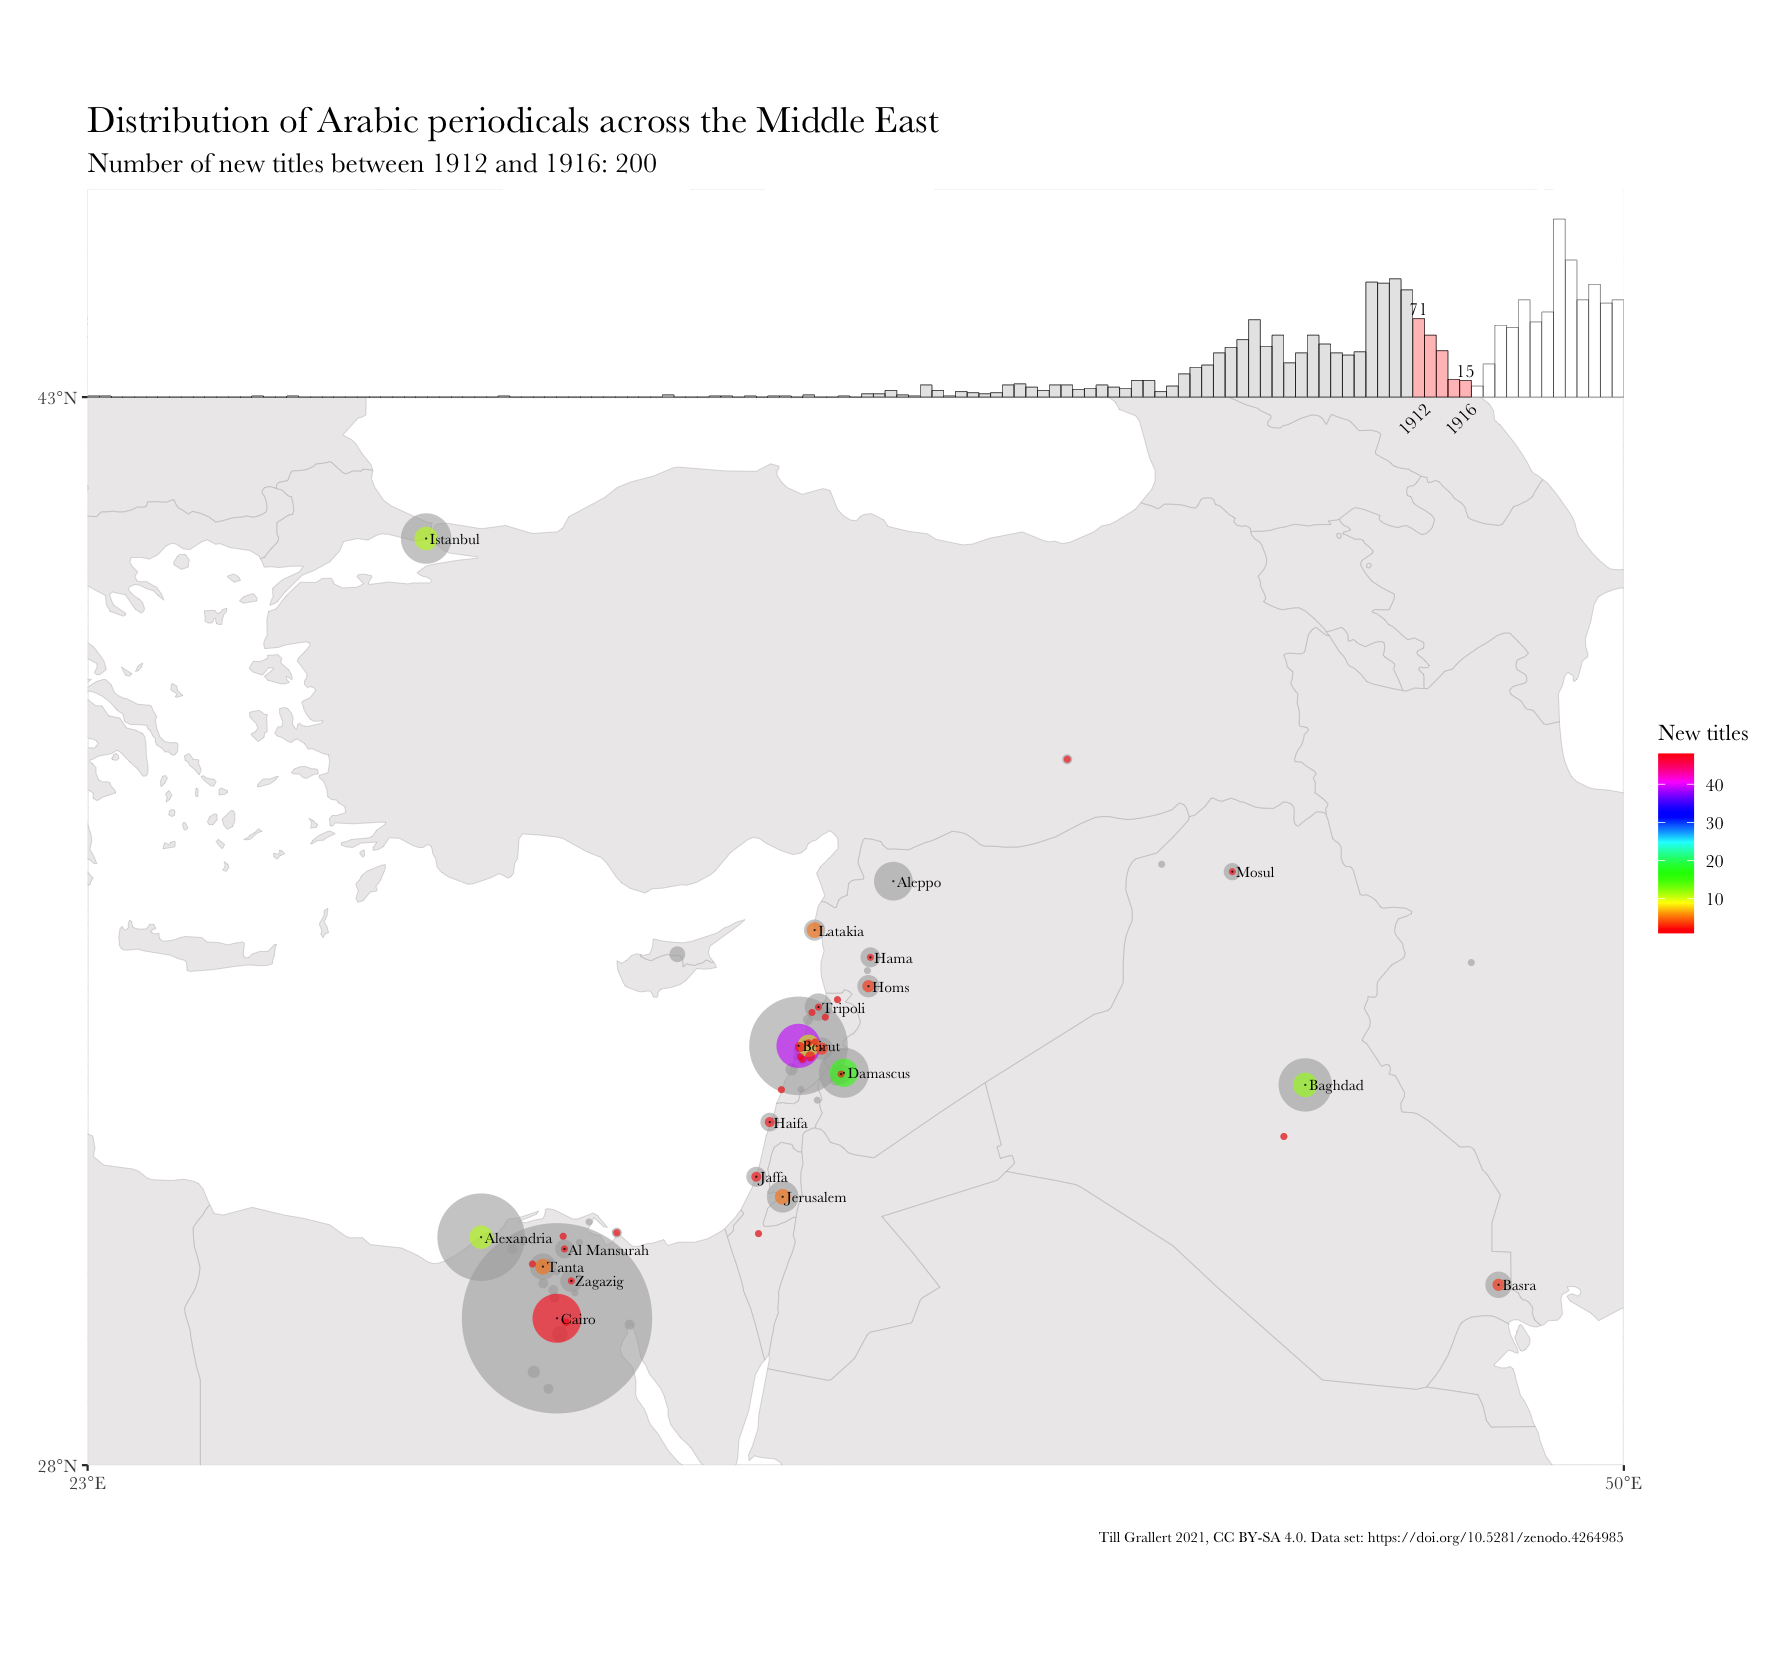 Distribution of Arabic periodicals across the Middle East
Number of new titles between 1912 and 1916: 200
71
15
43°N
1912
1916
Istanbul
New titles
40
30
20
10
Mosul
Aleppo
Latakia
Hama
Homs
Tripoli
Beirut
Damascus
Baghdad
Haifa
Jaffa
Jerusalem
Alexandria
Al Mansurah
Tanta
Zagazig
Basra
Cairo
28°N
23°E
50°E
Till Grallert 2021, CC BY-SA 4.0. Data set: https://doi.org/10.5281/zenodo.4264985